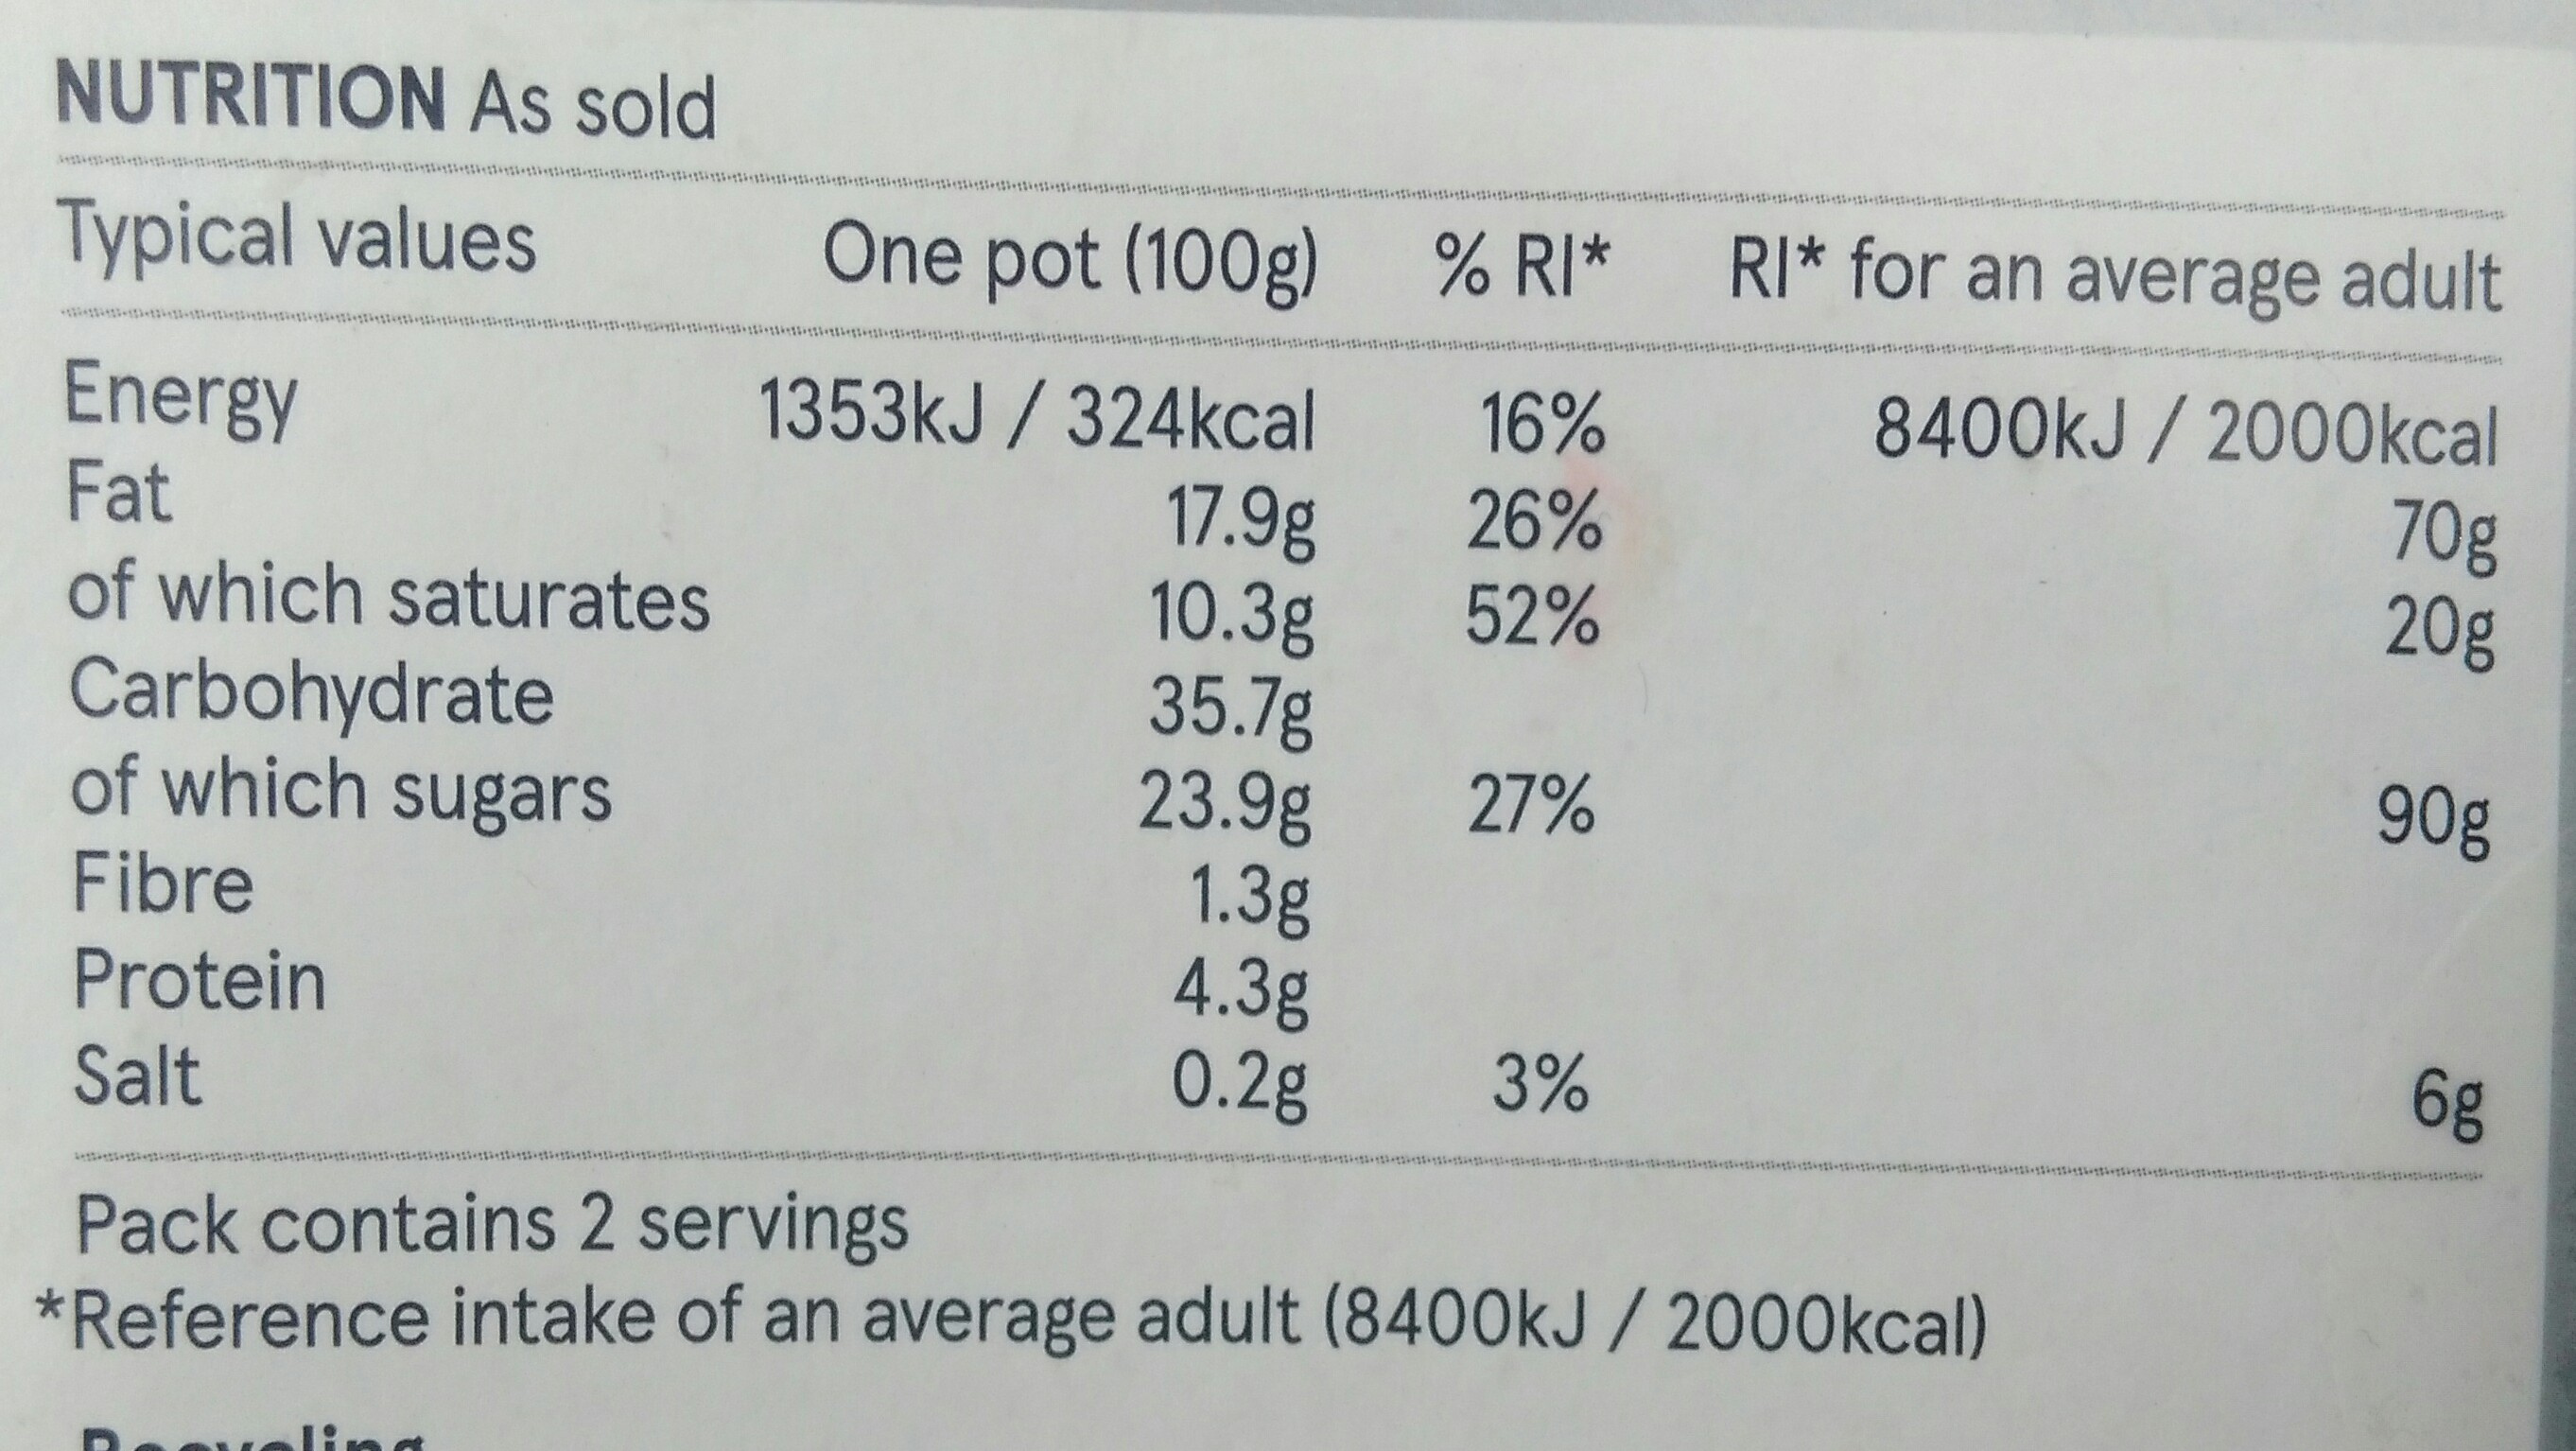 NUTRITION As sold
Typical values One pot (100g) % RI* RI* for an average adult
Energy 1353kJ / 324kcal 16% 8400kJ / 2000kcal
Fat 17.9g 26% 70g
of which saturates 10.3g 52% 20g
Carbohydrate 35.7g
of which sugars 23.9g 27% 90g
Fibre 1.3g
Protein 4.3g
Salt 0.2g 3% 6g
Pack contains 2 servings
*Reference intake of an average adult (8400kJ / 2000kcal)
Recycling